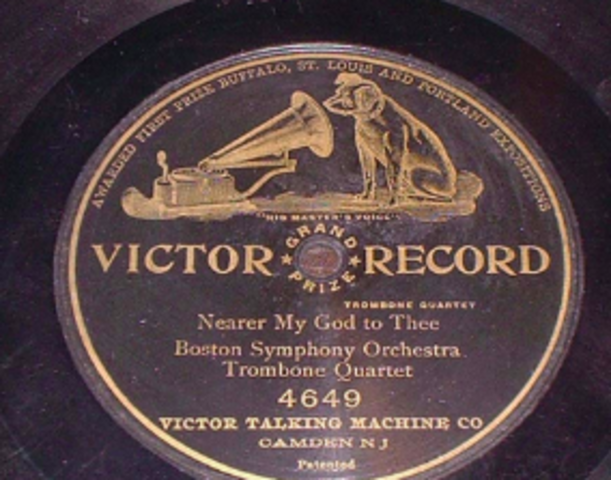 AWARDED FIRST PRIZE BUFFALO, ST. LOUIS AND PORTLAND EXPOSITIONS
"HIS MASTER'S VOICE"
VICTOR RECORD
GRAND
PRIZE
TROMBONE QUARTET
Nearer My God to Thee
Boston Symphony Orchestra
Trombone Quartet
4649
VICTOR TALKING MACHINE CO
CAMDEN N J
Patented